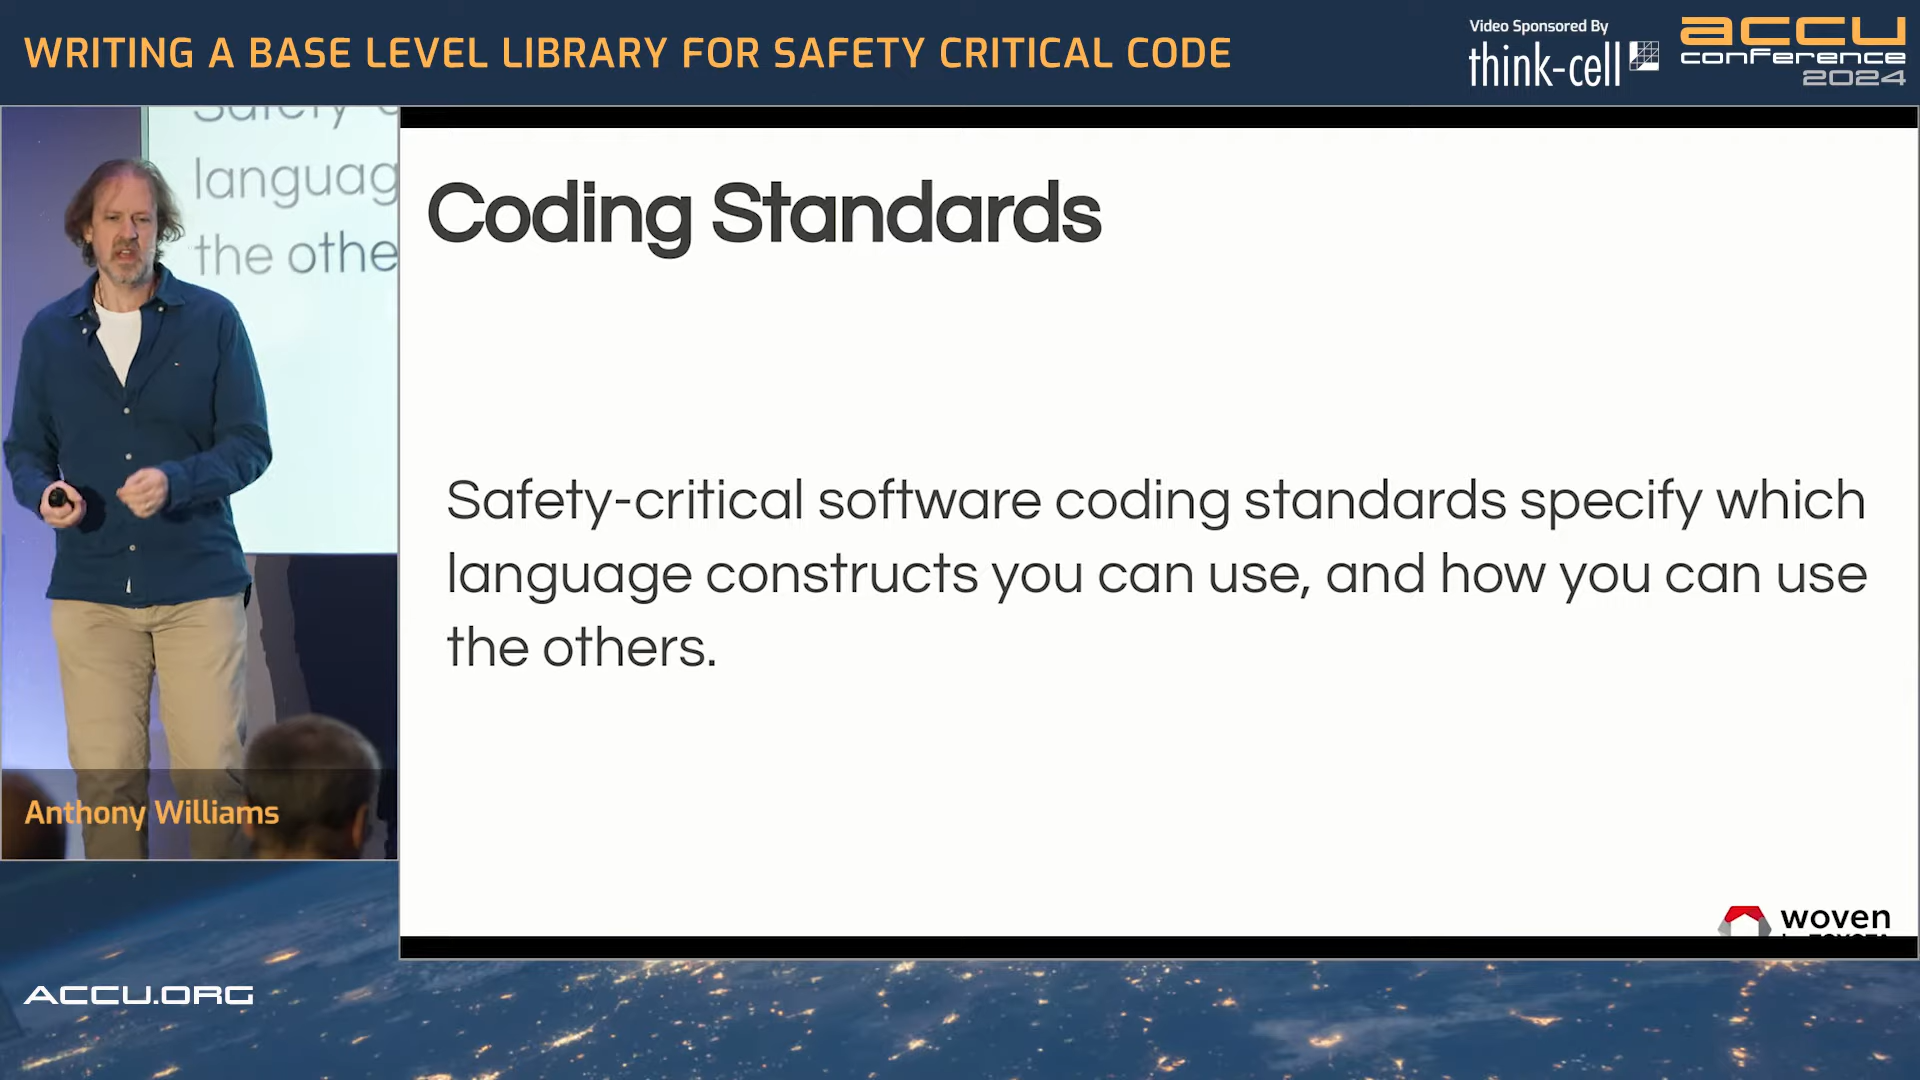 WRITING A BASE LEVEL LIBRARY FOR SAFETY CRITICAL CODE
Video Sponsored By
think-cell
accu
conference
2024
Safety-c
languag
the othe
Coding Standards
Safety-critical software coding standards specify which
language constructs you can use, and how you can use
the others.
Anthony Williams
woven
ACCU.ORG